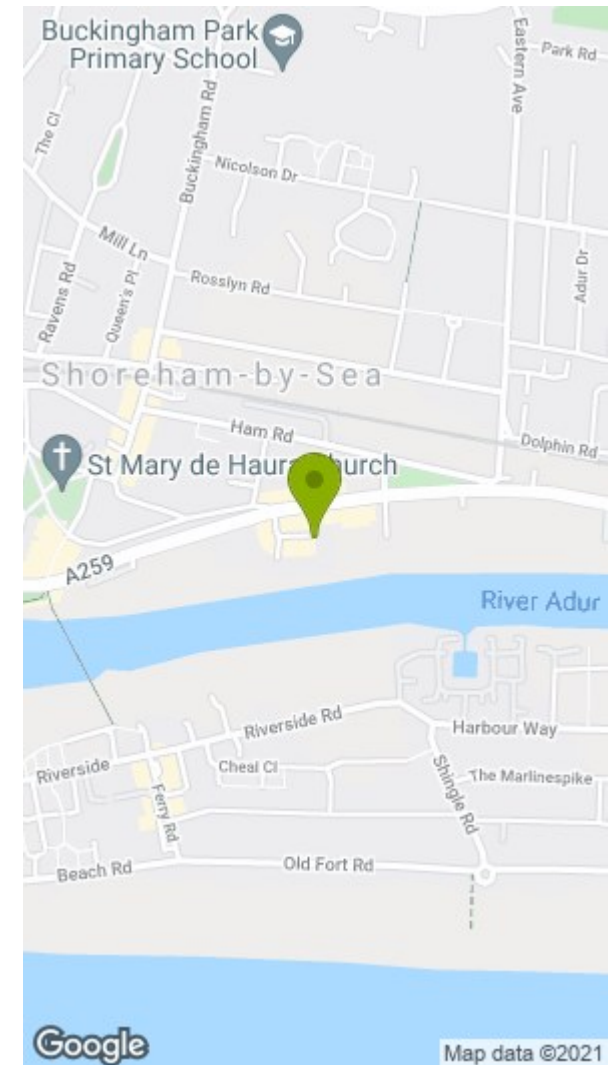 Buckingham Park
Primary School
Eastern Ave
Park Rd
The Cl
Buckingham Rd
Nicolson Dr
Mill Ln
Adur Dr
Ravens Rd
Queen's Pl
Rosslyn Rd
Shoreham-by-Sea
Ham Rd
Dolphin Rd
St Mary de Haura Church
A259
River Adur
Riverside Rd
Harbour Way
Riverside
Cheal Cl
Shingle Rd
The Marlinespike
Ferry Rd
Beach Rd
Old Fort Rd
Google
Map data ©2021